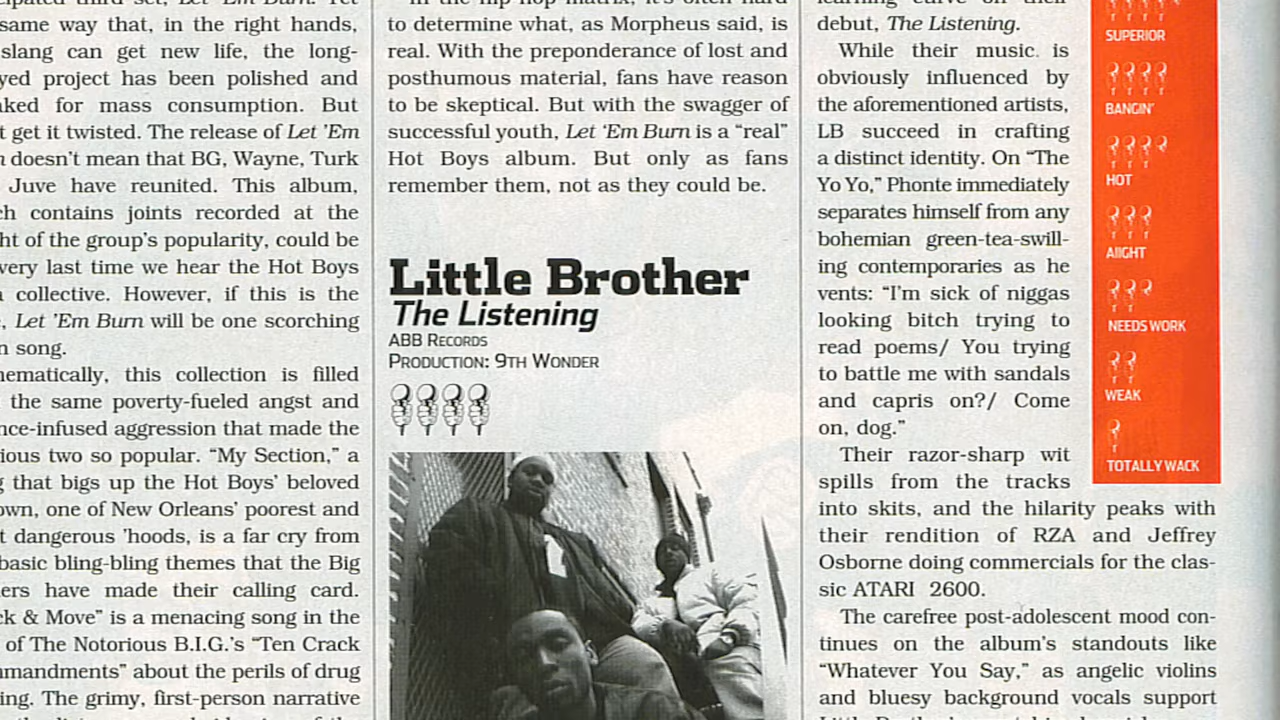 same way that, in the right hands,
slang can get new life, the long-
project has been polished and
for mass consumption. But
get it twisted. The release of Let ’Em
doesn’t mean that BG, Wayne, Turk
Juve have reunited. This album,
contains joints recorded at the
of the group’s popularity, could be
very last time we hear the Hot Boys
collective. However, if this is the
Let ’Em Burn will be one scorching
song.
this collection is filled
the same poverty-fueled angst and
aggression that made the
two so popular. “My Section,” a
that bigs up the Hot Boys’ beloved
one of New Orleans’ poorest and
dangerous ’hoods, is a far cry from
basic bling-bling themes that the Big
have made their calling card.
& Move” is a menacing song in the
of The Notorious B.I.G.’s “Ten Crack
about the perils of drug
The grimy, first-person narrative
to determine what, as Morpheus said, is
real. With the preponderance of lost and
posthumous material, fans have reason
to be skeptical. But with the swagger of
successful youth, Let ’Em Burn is a “real”
Hot Boys album. But only as fans
remember them, not as they could be.
Little Brother
The Listening
ABB Records
Production: 9th Wonder
learning curve on their
debut, The Listening.
While their music is
obviously influenced by
the aforementioned artists,
LB succeed in crafting
a distinct identity. On “The
Yo Yo,” Phonte immediately
separates himself from any
bohemian green-tea-swill-
ing contemporaries as he
vents: “I’m sick of niggas
looking bitch trying to
read poems/ You trying
to battle me with sandals
and capris on?/ Come
on, dog.”
Their razor-sharp wit
spills from the tracks
into skits, and the hilarity peaks with
their rendition of RZA and Jeffrey
Osborne doing commercials for the clas-
sic ATARI 2600.
The carefree post-adolescent mood con-
tinues on the album’s standouts like
“Whatever You Say,” as angelic violins
and bluesy background vocals support
SUPERIOR
BANGIN’
HOT
AIIGHT
NEEDS WORK
WEAK
TOTALLY WACK